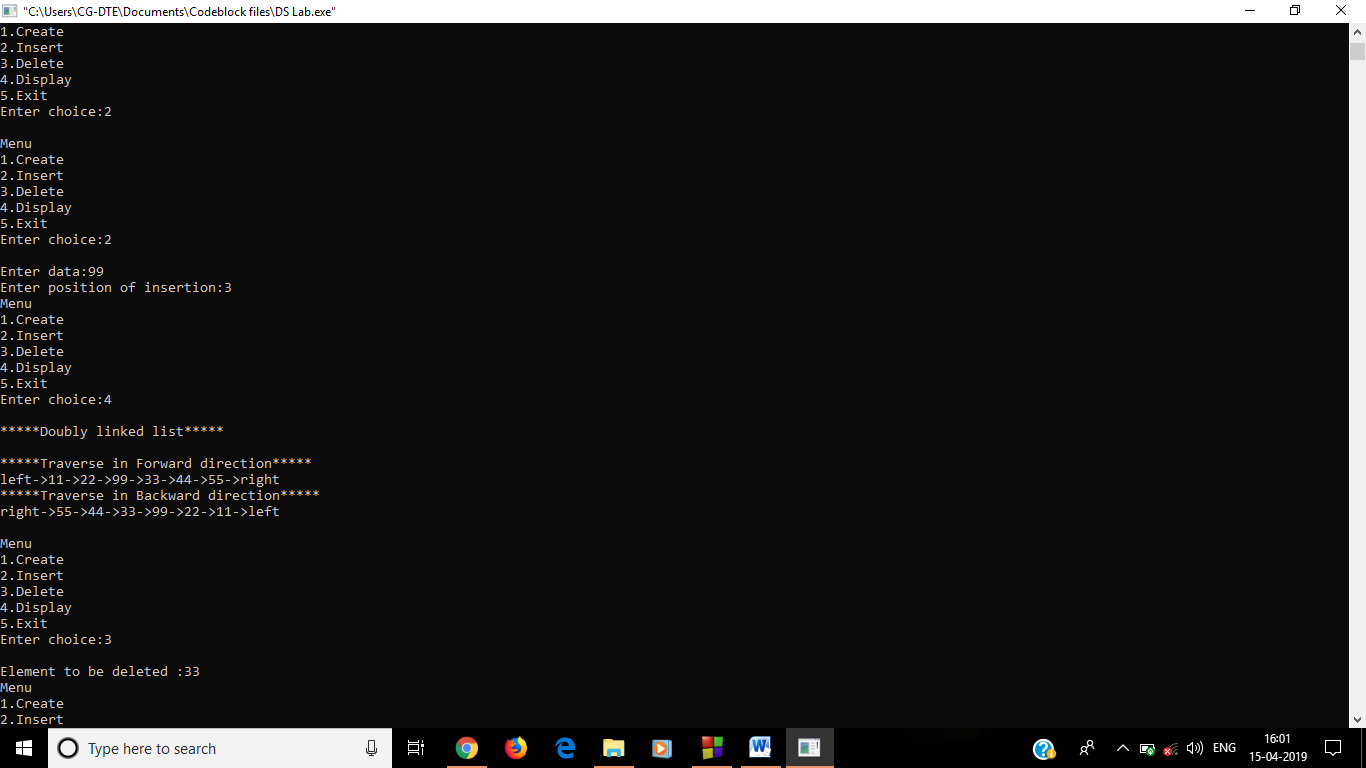 "C:\Users\CG-DTE\Documents\Codeblock files\DS Lab.exe"
1.Create
2.Insert
3.Delete
4.Display
5.Exit
Enter choice:2
Menu
1.Create
2.Insert
3.Delete
4.Display
5.Exit
Enter choice:2
Enter data:99
Enter position of insertion:3
Menu
1.Create
2.Insert
3.Delete
4.Display
5.Exit
Enter choice:4
*****Doubly linked list*****
*****Traverse in Forward direction*****
left->11->22->99->33->44->55->right
*****Traverse in Backward direction*****
right->55->44->33->99->22->11->left
Menu
1.Create
2.Insert
3.Delete
4.Display
5.Exit
Enter choice:3
Element to be deleted :33
Menu
1.Create
2.Insert
Type here to search
ENG
16:01
15-04-2019